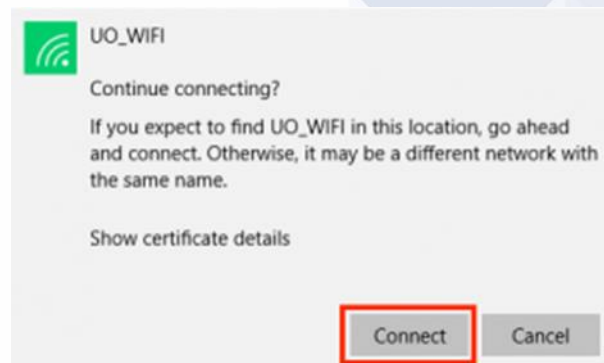 UO_WIFI
Continue connecting?
If you expect to find UO_WIFI in this location, go ahead
and connect. Otherwise, it may be a different network with
the same name.
Show certificate details
Connect Cancel